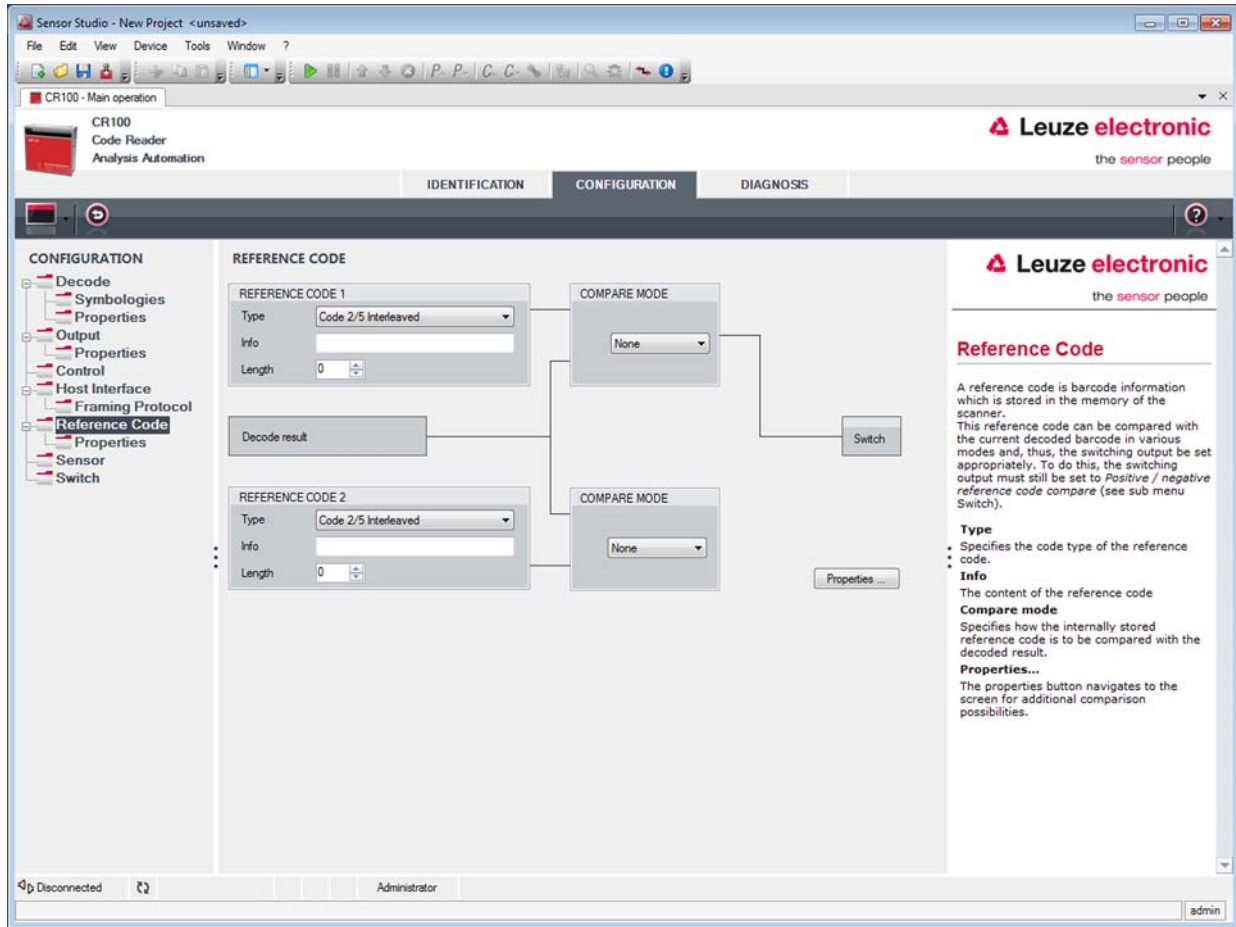 Sensor Studio - New Project <unsaved>
File Edit View Device Tools Window ?
P P C C
CR100 - Main operation
CR100
Code Reader
Analysis Automation
Leuze electronic
the sensor people
IDENTIFICATION CONFIGURATION DIAGNOSIS
?
CONFIGURATION
Decode
Symbologies
Properties
Output
Properties
Control
Host Interface
Framing Protocol
Reference Code
Properties
Sensor
Switch
REFERENCE CODE
REFERENCE CODE 1
Type Code 2/5 Interleaved
Info
Length 0
COMPARE MODE
None
Decode result
Switch
REFERENCE CODE 2
Type Code 2/5 Interleaved
Info
Length 0
COMPARE MODE
None
Properties ...
Leuze electronic
the sensor people
Reference Code
A reference code is barcode information
which is stored in the memory of the
scanner.
This reference code can be compared with
the current decoded barcode in various
modes and, thus, the switching output be set
appropriately. To do this, the switching
output must still be set to Positive / negative
reference code compare (see sub menu
Switch).
Type
Specifies the code type of the reference
code.
Info
The content of the reference code
Compare mode
Specifies how the internally stored
reference code is to be compared with the
decoded result.
Properties...
The properties button navigates to the
screen for additional comparison
possibilities.
Disconnected Administrator
admin